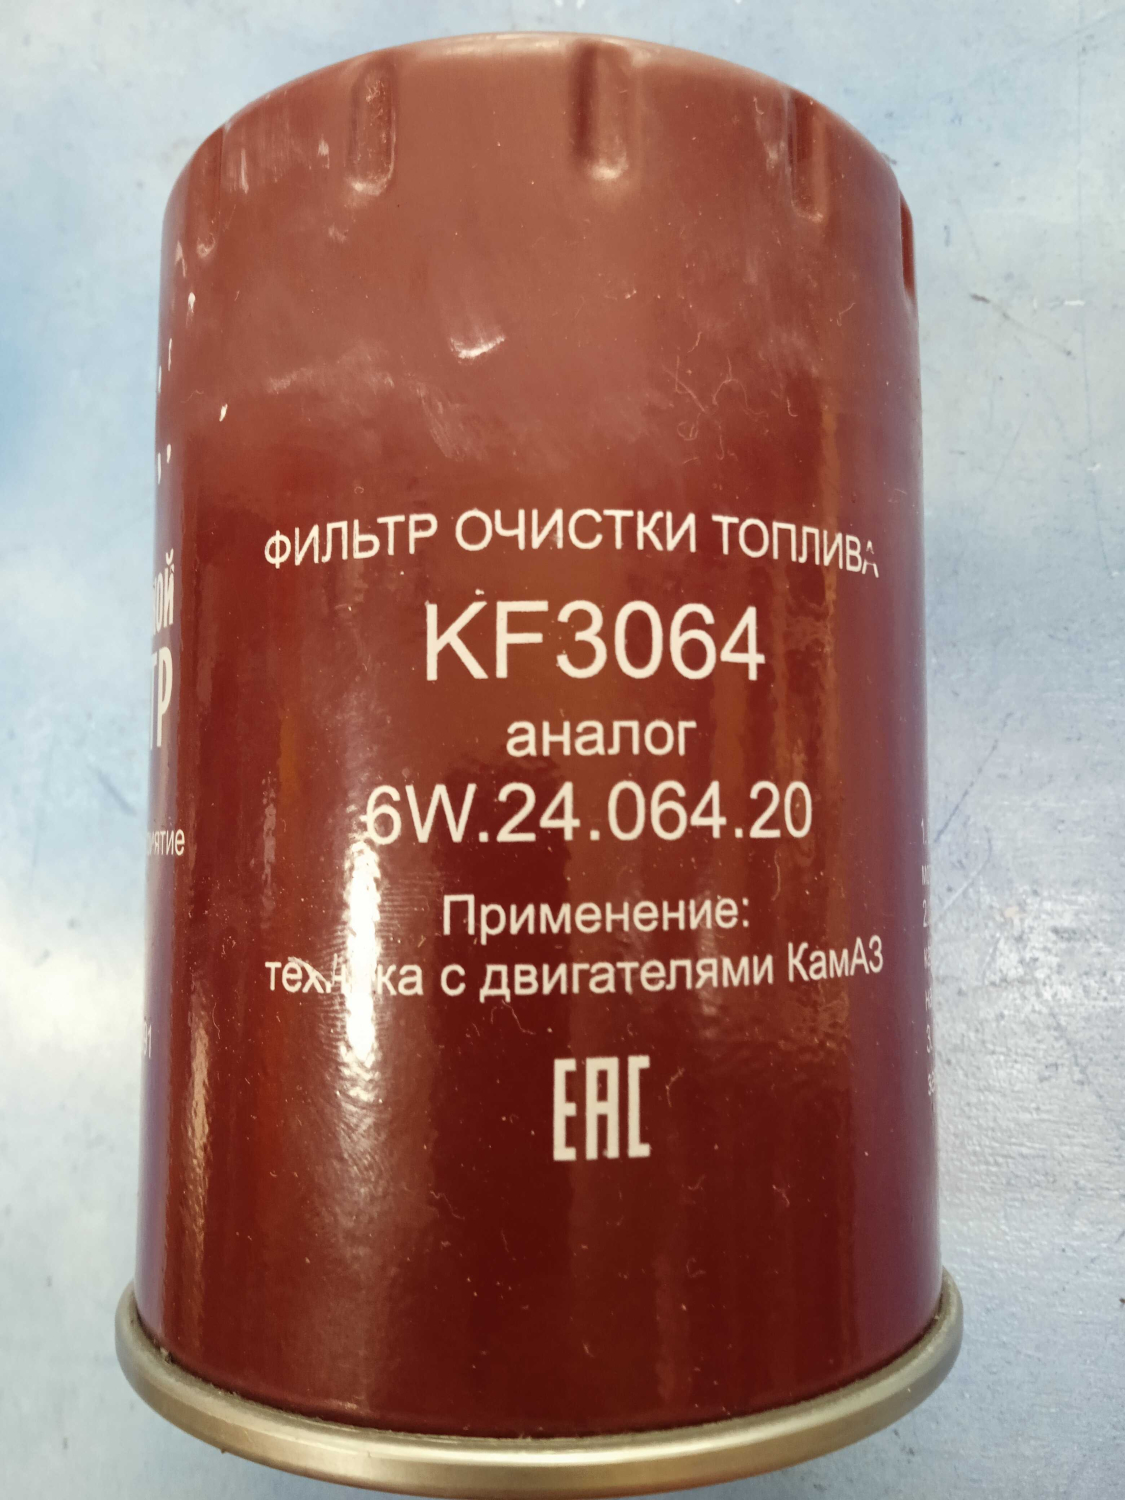 ФИЛЬТР ОЧИСТКИ ТОПЛИВА
KF3064
аналог
6W.24.064.20
Применение:
техника с двигателями КамАЗ
EAC